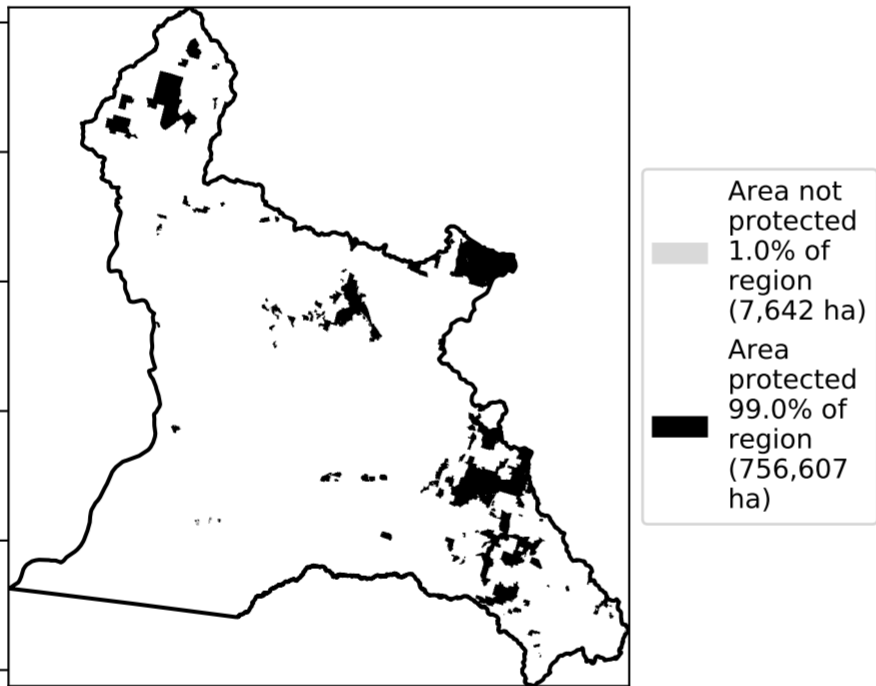 Area not
protected
1.0% of
region
(7,642 ha)
Area
protected
99.0% of
region
(756,607
ha)